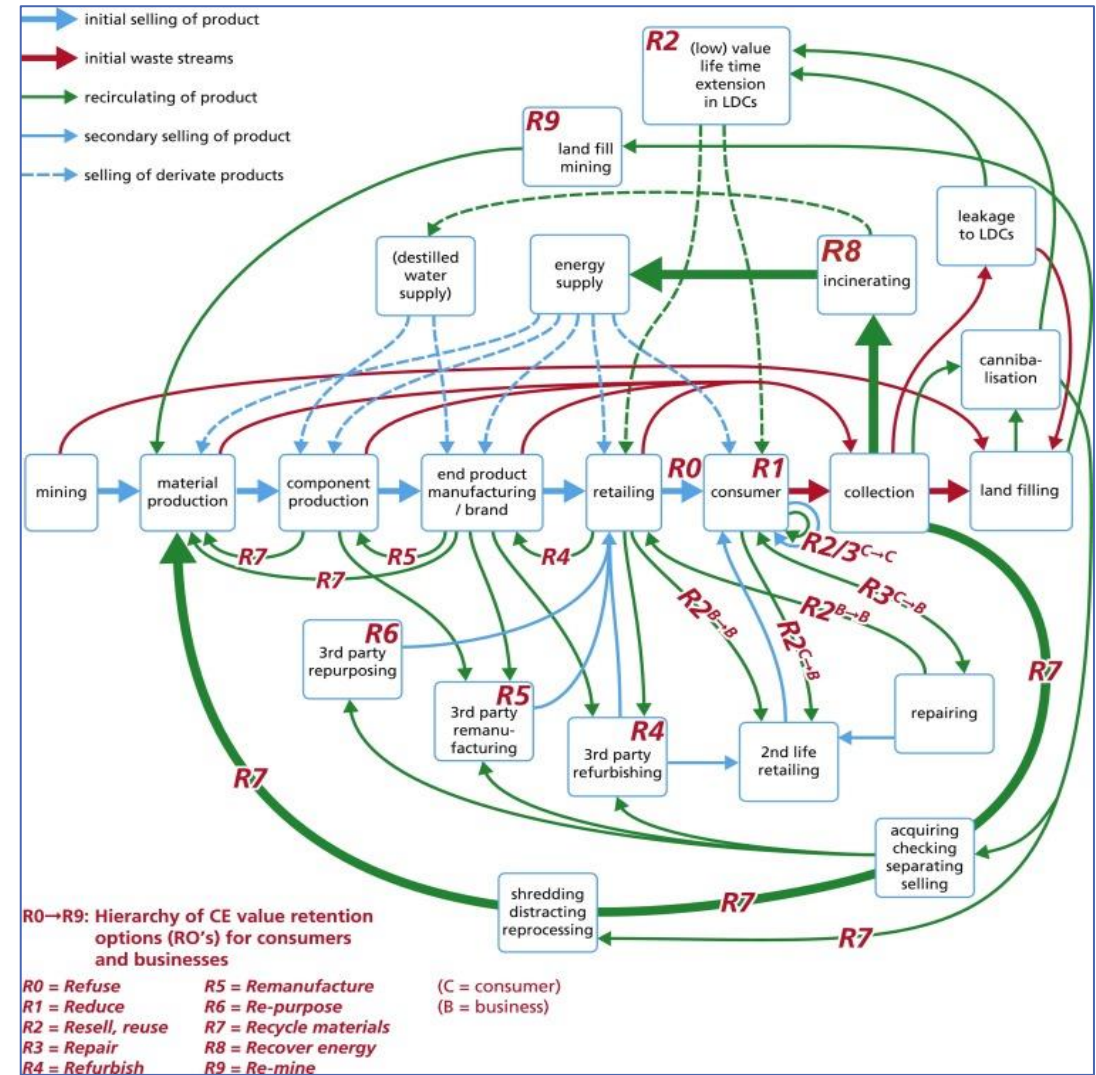 initial selling of product
initial waste streams
recirculating of product
secondary selling of product
selling of derivate products
R2 (low) value
life time
extension
in LDCs
R9
land fill
mining
leakage
to LDCs
(destilled
water
supply)
energy
supply
R8
incinerating
canniba-
lisation
mining
material
production
component
production
end product
manufacturing
/ brand
retailing
R0
R1
consumer
collection
land filling
R7
R7
R5
R4
R2/3 C→C
R3 C→B
R2 B→B
R2 B→B
R2 C→B
R7
R6
3rd party
repurposing
R5
3rd party
remanu-
facturing
R4
3rd party
refurbishing
2nd life
retailing
repairing
R7
acquiring
checking
separating
selling
shredding
distracting
reprocessing
R7
R7
R0→R9: Hierarchy of CE value retention
options (RO's) for consumers
and businesses
R0 = Refuse
R1 = Reduce
R2 = Resell, reuse
R3 = Repair
R4 = Refurbish
R5 = Remanufacture
R6 = Re-purpose
R7 = Recycle materials
R8 = Recover energy
R9 = Re-mine
(C = consumer)
(B = business)